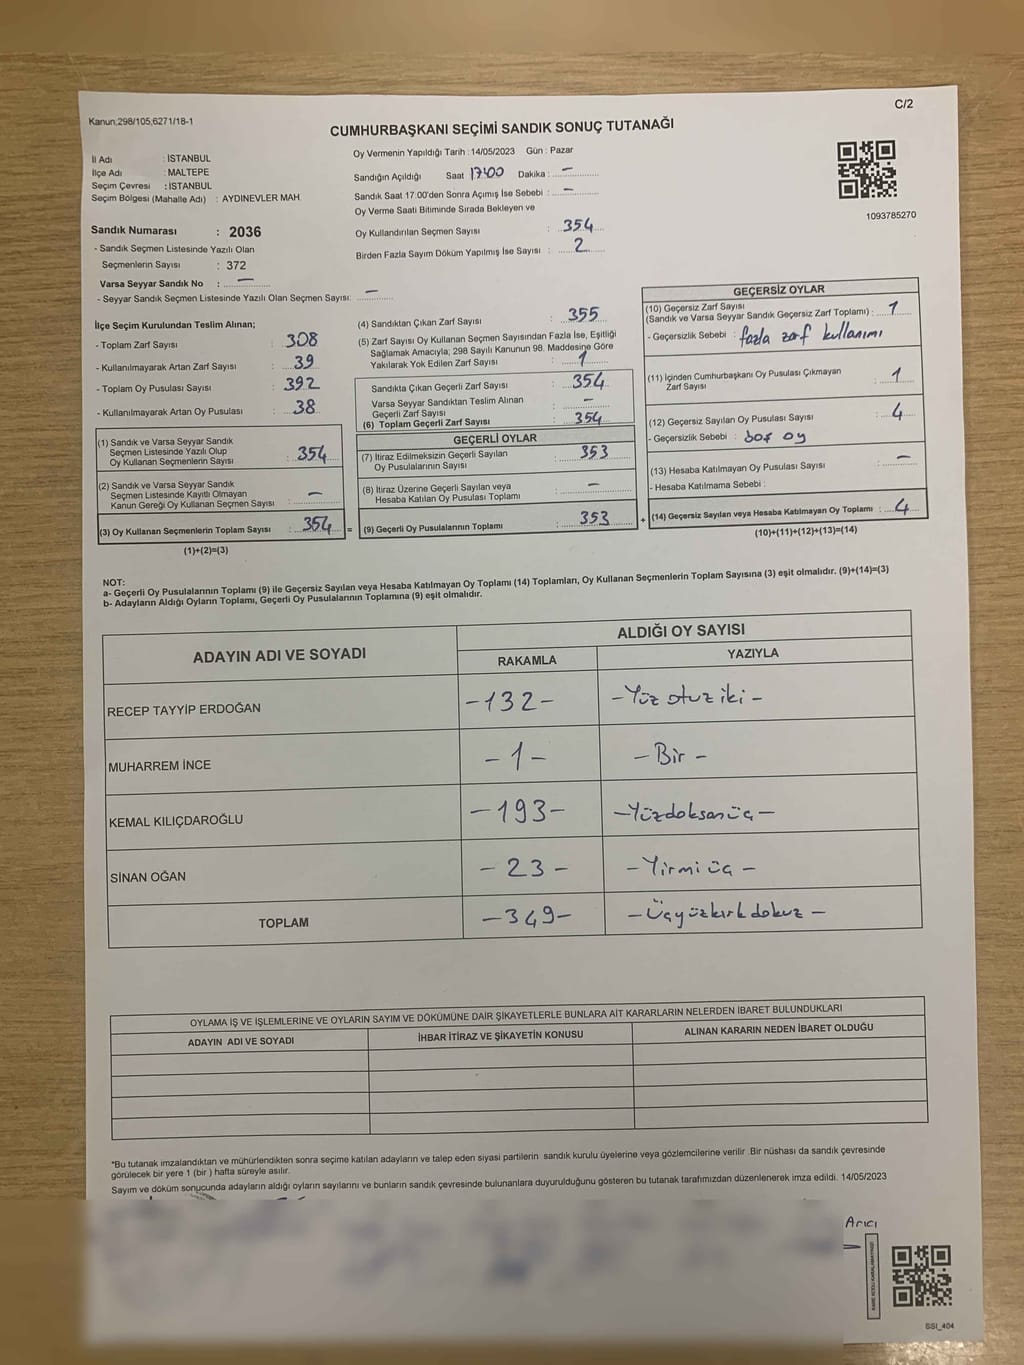 C/2
Kanun,298/105,6271/18-1
CUMHURBAŞKANI SEÇİMİ SANDIK SONUÇ TUTANAĞI
İl Adı : İSTANBUL
İlçe Adı : MALTEPE
Seçim Çevresi : İSTANBUL
Seçim Bölgesi (Mahalle Adı) : AYDINEVLER MAH
Oy Vermenin Yapıldığı Tarih :14/05/2023 Gün : Pazar
Sandığın Açıldığı Saat 17:00 Dakika : –
Sandık Saat 17:00'den Sonra Açımış İse Sebebi : –
Oy Verme Saati Bitiminde Sırada Bekleyen ve
Oy Kullandırılan Seçmen Sayısı : 354
Birden Fazla Sayım Döküm Yapılmış İse Sayısı : 2
1093785270
Sandık Numarası : 2036
- Sandık Seçmen Listesinde Yazılı Olan
Seçmenlerin Sayısı : 372
Varsa Seyyar Sandık No : –
- Seyyar Sandık Seçmen Listesinde Yazılı Olan Seçmen Sayısı: –
İlçe Seçim Kurulundan Teslim Alınan;
- Toplam Zarf Sayısı : 308
- Kullanılmayarak Artan Zarf Sayısı : 39
- Toplam Oy Pusulası Sayısı : 392
- Kullanılmayarak Artan Oy Pusulası : 38
(1) Sandık ve Varsa Seyyar Sandık
Seçmen Listesinde Yazılı Olup
Oy Kullanan Seçmenlerin Sayısı : 354
(2) Sandık ve Varsa Seyyar Sandık
Seçmen Listesinde Kayıtlı Olmayan
Kanun Gereği Oy Kullanan Seçmen Sayısı : –
(3) Oy Kullanan Seçmenlerin Toplam Sayısı : 354 =
(1)+(2)=(3)
(4) Sandıktan Çıkan Zarf Sayısı : 355
(5) Zarf Sayısı Oy Kullanan Seçmen Sayısından Fazla İse, Eşitliği
Sağlamak Amacıyla; 298 Sayılı Kanunun 98. Maddesine Göre
Yakılarak Yok Edilen Zarf Sayısı : 1
Sandıkta Çıkan Geçerli Zarf Sayısı : 354
Varsa Seyyar Sandıktan Teslim Alınan
Geçerli Zarf Sayısı : –
(6) Toplam Geçerli Zarf Sayısı : 354
GEÇERLİ OYLAR
(7) İtiraz Edilmeksizin Geçerli Sayılan
Oy Pusulalarının Sayısı : 353
(8) İtiraz Üzerine Geçerli Sayılan veya
Hesaba Katılan Oy Pusulası Toplamı : –
(9) Geçerli Oy Pusulalarının Toplamı : 353 +
GEÇERSİZ OYLAR
(10) Geçersiz Zarf Sayısı
(Sandık ve Varsa Seyyar Sandık Geçersiz Zarf Toplamı) : 1
- Geçersizlik Sebebi : fazla zarf kullanımı
(11) İçinden Cumhurbaşkanı Oy Pusulası Çıkmayan
Zarf Sayısı : 1
(12) Geçersiz Sayılan Oy Pusulası Sayısı : 4
- Geçersizlik Sebebi : boş oy
(13) Hesaba Katılmayan Oy Pusulası Sayısı : –
- Hesaba Katılmama Sebebi :
(14) Geçersiz Sayılan veya Hesaba Katılmayan Oy Toplamı : 4
(10)+(11)+(12)+(13)=(14)
NOT:
a- Geçerli Oy Pusulalarının Toplamı (9) ile Geçersiz Sayılan veya Hesaba Katılmayan Oy Toplamı (14) Toplamları, Oy Kullanan Seçmenlerin Toplam Sayısına (3) eşit olmalıdır. (9)+(14)=(3)
b- Adayların Aldığı Oyların Toplamı, Geçerli Oy Pusulalarının Toplamına (9) eşit olmalıdır.
ADAYIN ADI VE SOYADI
ALDIĞI OY SAYISI
RAKAMLA YAZIYLA
RECEP TAYYİP ERDOĞAN -132- -Yüz otuz iki-
MUHARREM İNCE -1- -Bir-
KEMAL KILIÇDAROĞLU -193- -Yüzdoksanüç-
SİNAN OĞAN -23- -Yirmi üç-
TOPLAM -349- -Üçyüzkırkdokuz-
OYLAMA İŞ VE İŞLEMLERİNE VE OYLARIN SAYIM VE DÖKÜMÜNE DAİR ŞİKAYETLERLE BUNLARA AİT KARARLARIN NELERDEN İBARET BULUNDUKLARI
ADAYIN ADI VE SOYADI İHBAR İTİRAZ VE ŞİKAYETİN KONUSU ALINAN KARARIN NEDEN İBARET OLDUĞU
*Bu tutanak imzalandıktan ve mühürlendikten sonra seçime katılan adayların ve talep eden siyasi partilerin sandık kurulu üyelerine veya gözlemcilerine verilir .Bir nüshası da sandık çevresinde
görülecek bir yere 1 (bir ) hafta süreyle asılır.
Sayım ve döküm sonucunda adayların aldığı oyların sayılarını ve bunların sandık çevresinde bulunanlara duyurulduğunu gösteren bu tutanak tarafımızdan düzenlenerek imza edildi. 14/05/2023
Arıcı
KARE KODU KARALAMAYINIZ!
SSI_404